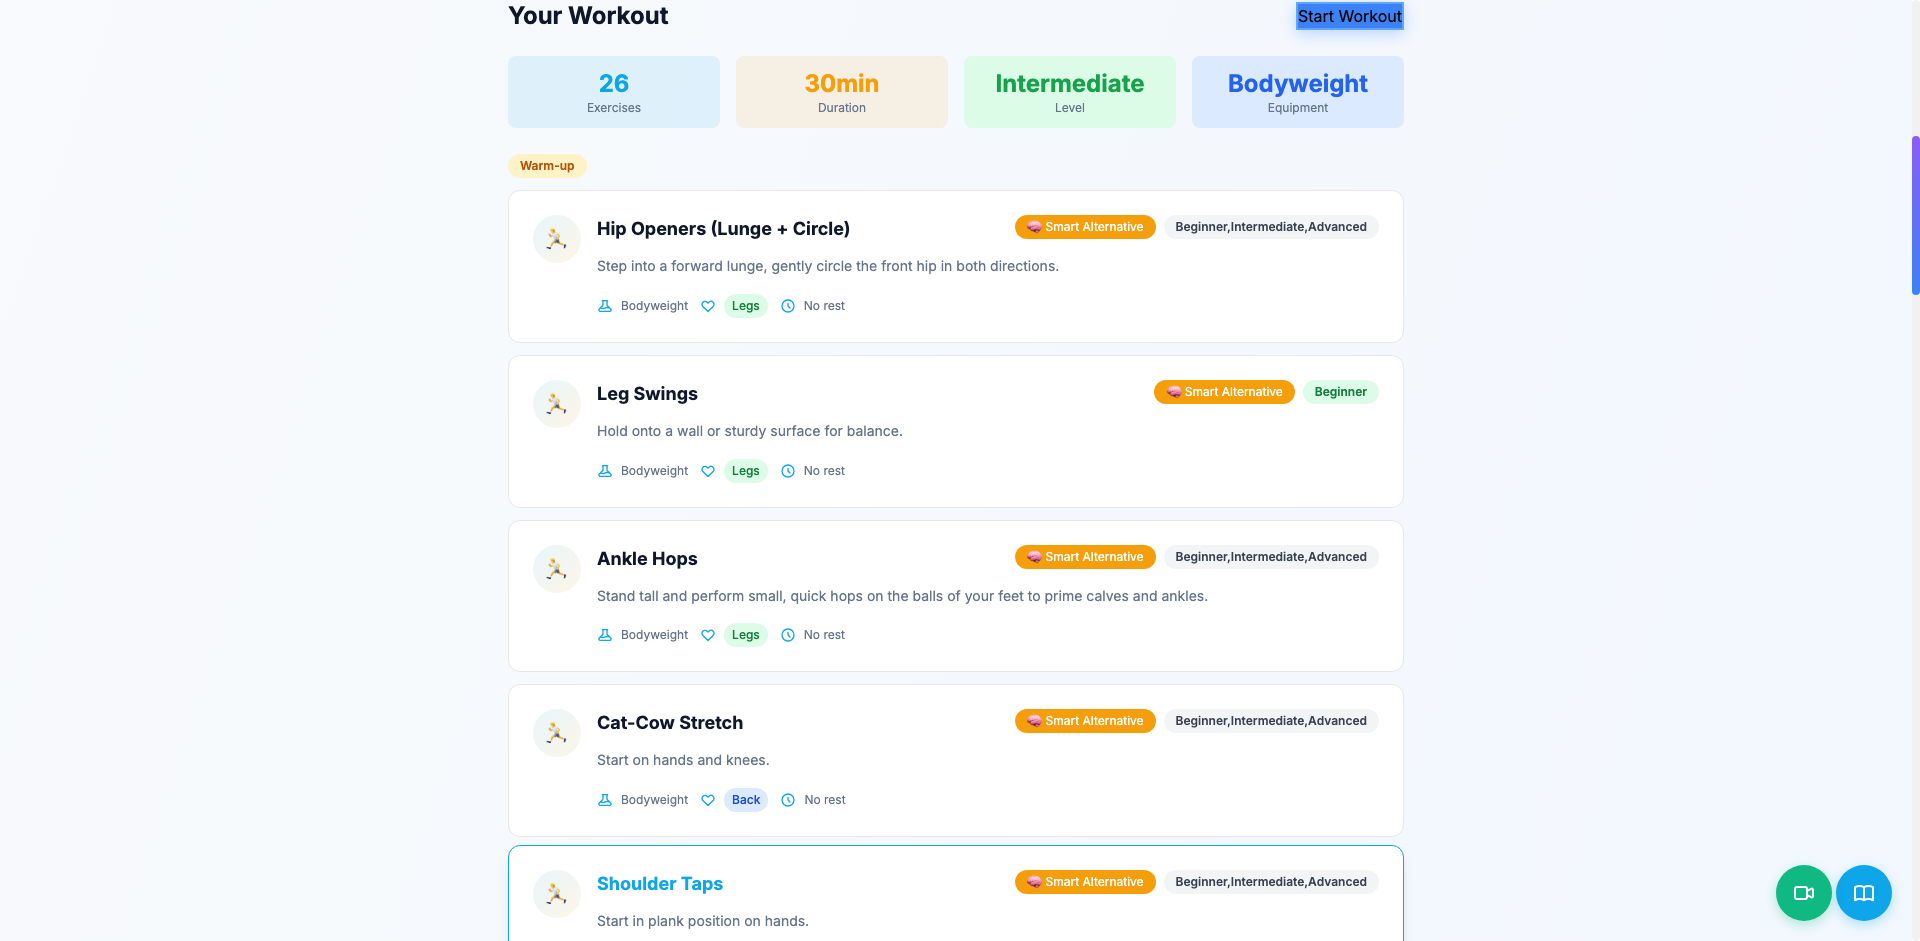 Your Workout
Start Workout
26
Exercises
30min
Duration
Intermediate
Level
Bodyweight
Equipment
Warm-up
Hip Openers (Lunge + Circle)
Smart Alternative
Beginner,Intermediate,Advanced
Step into a forward lunge, gently circle the front hip in both directions.
Bodyweight Legs No rest
Leg Swings
Smart Alternative
Beginner
Hold onto a wall or sturdy surface for balance.
Bodyweight Legs No rest
Ankle Hops
Smart Alternative
Beginner,Intermediate,Advanced
Stand tall and perform small, quick hops on the balls of your feet to prime calves and ankles.
Bodyweight Legs No rest
Cat-Cow Stretch
Smart Alternative
Beginner,Intermediate,Advanced
Start on hands and knees.
Bodyweight Back No rest
Shoulder Taps
Smart Alternative
Beginner,Intermediate,Advanced
Start in plank position on hands.